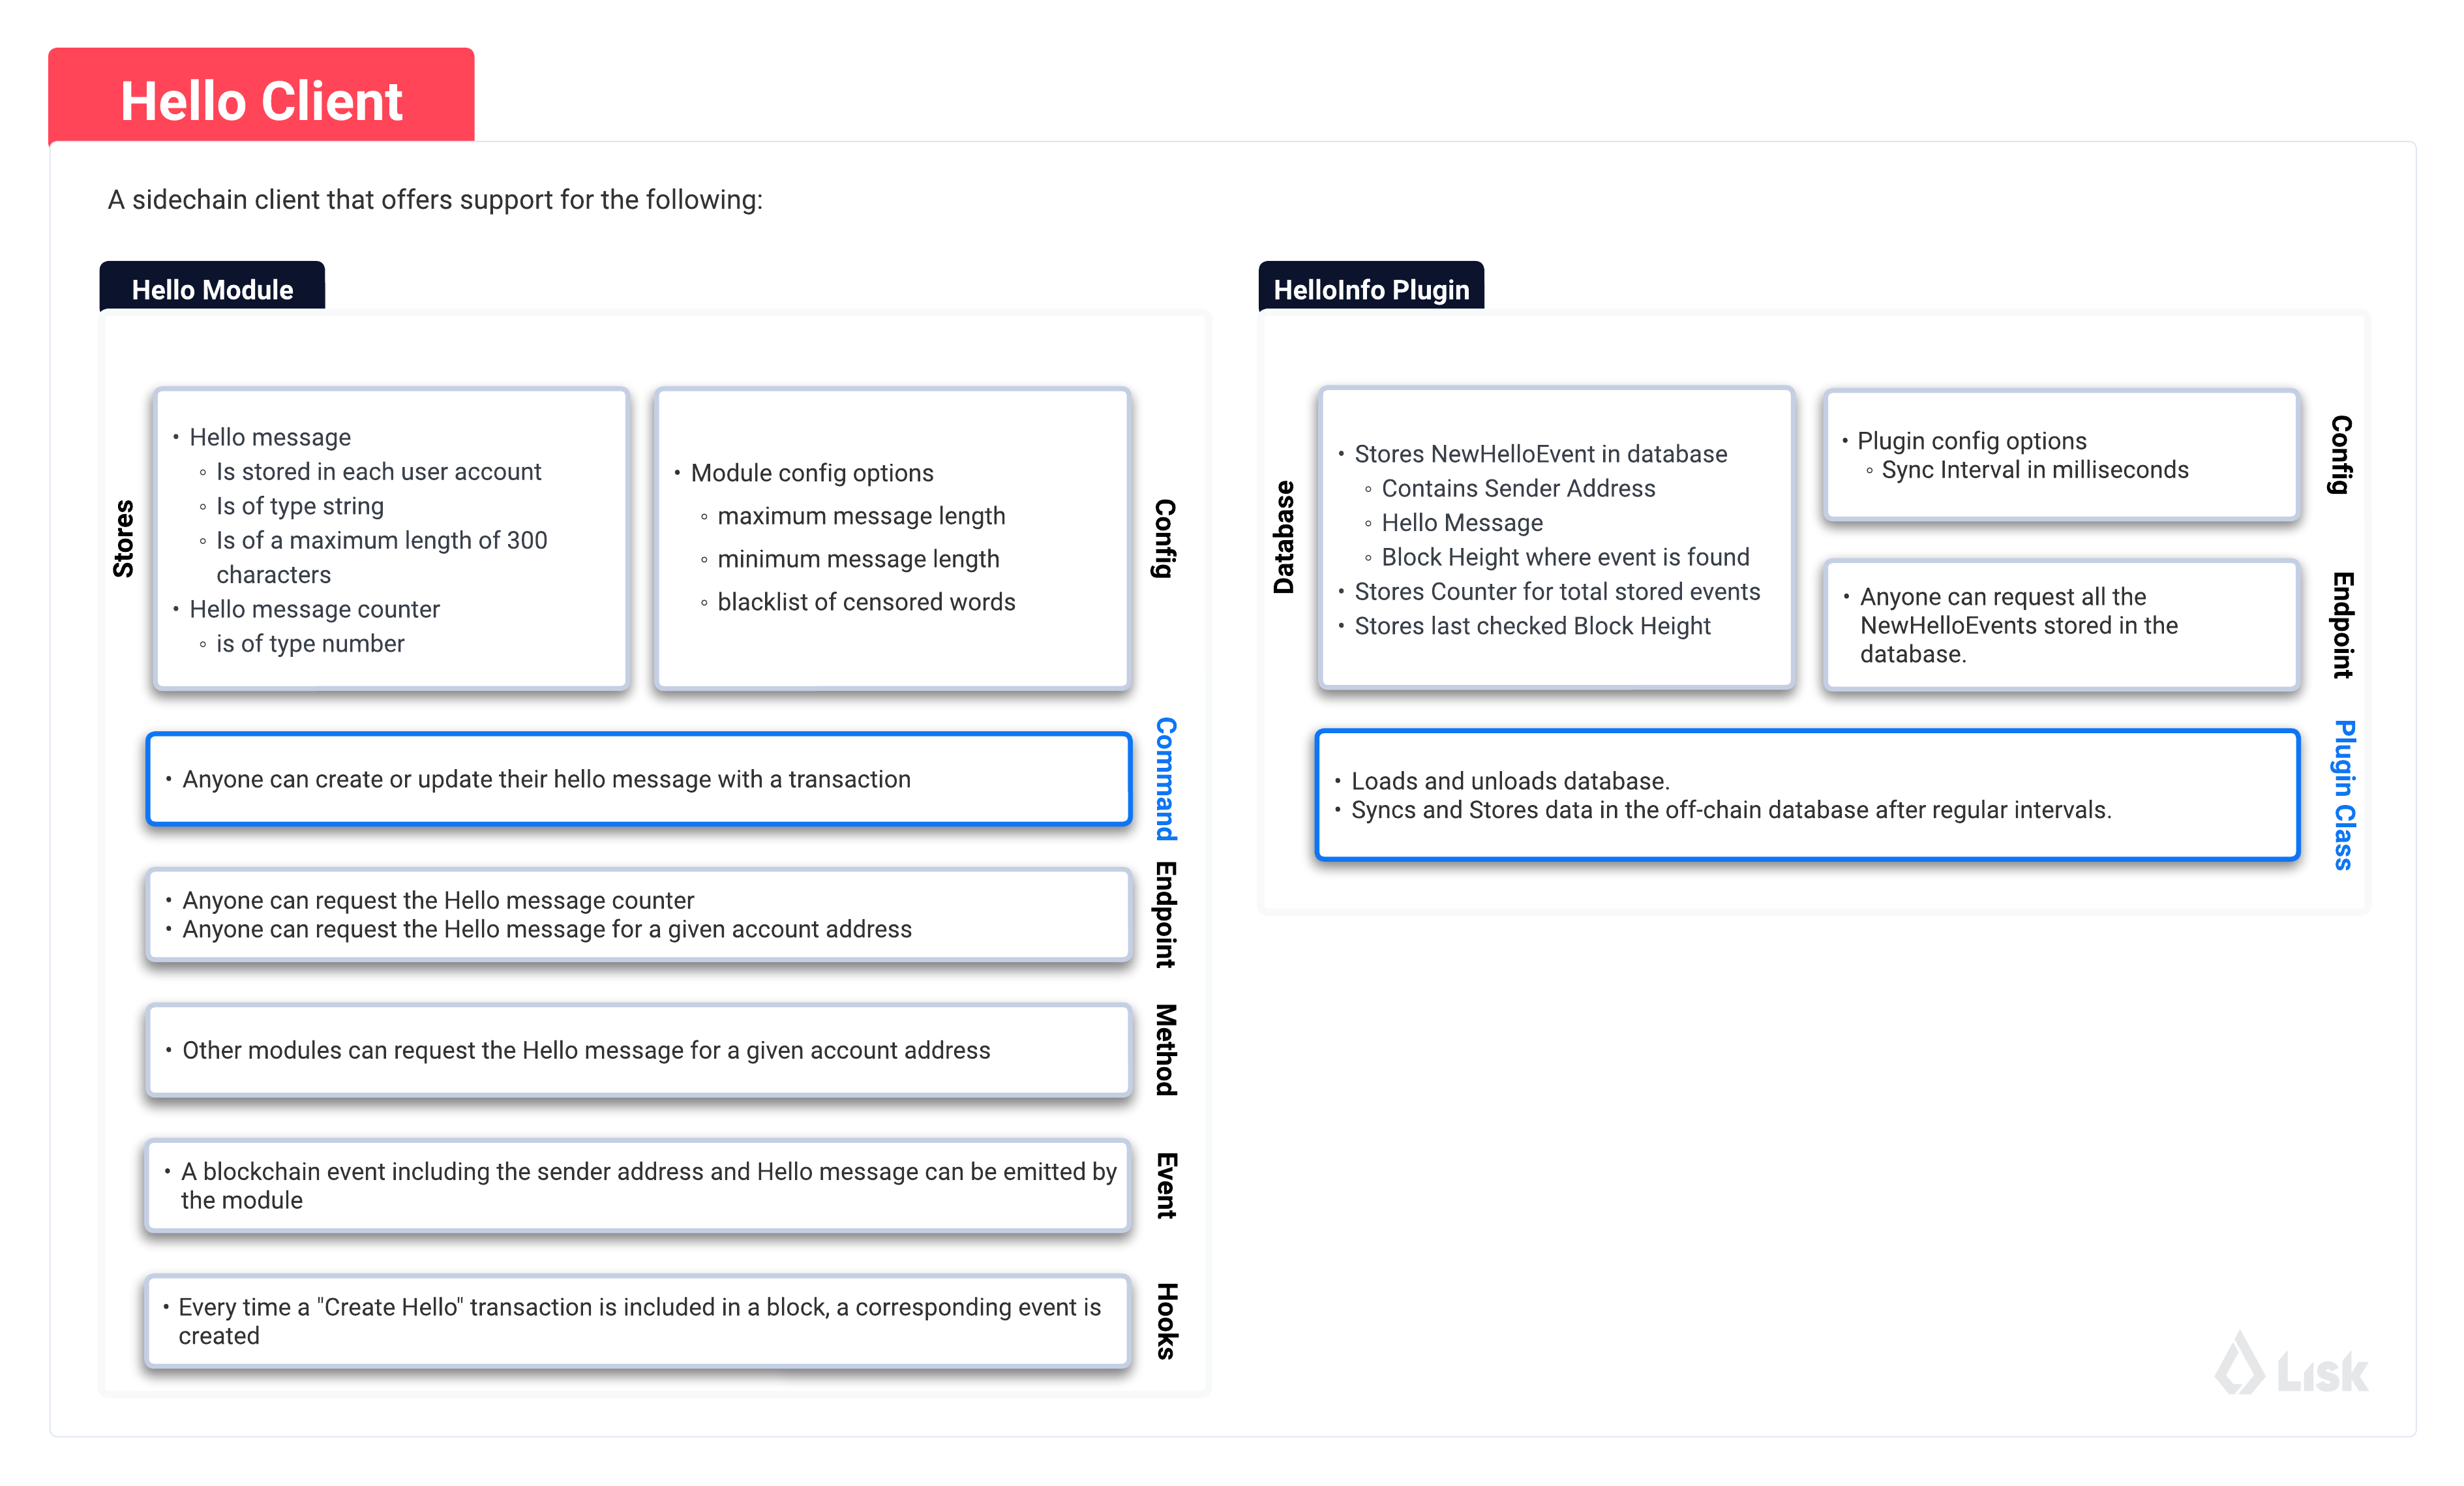 Hello Client
A sidechain client that offers support for the following:
Hello Module
Stores
• Hello message
◦ Is stored in each user account
◦ Is of type string
◦ Is of a maximum length of 300
characters
• Hello message counter
◦ is of type number
• Module config options
◦ maximum message length
◦ minimum message length
◦ blacklist of censored words
Config
• Anyone can create or update their hello message with a transaction
Command
• Anyone can request the Hello message counter
• Anyone can request the Hello message for a given account address
Endpoint
• Other modules can request the Hello message for a given account address
Method
• A blockchain event including the sender address and Hello message can be emitted by
the module
Event
• Every time a "Create Hello" transaction is included in a block, a corresponding event is
created
Hooks
HelloInfo Plugin
Database
• Stores NewHelloEvent in database
◦ Contains Sender Address
◦ Hello Message
◦ Block Height where event is found
• Stores Counter for total stored events
• Stores last checked Block Height
• Plugin config options
◦ Sync Interval in milliseconds
Config
• Anyone can request all the
NewHelloEvents stored in the
database.
Endpoint
• Loads and unloads database.
• Syncs and Stores data in the off-chain database after regular intervals.
Plugin Class
Lisk